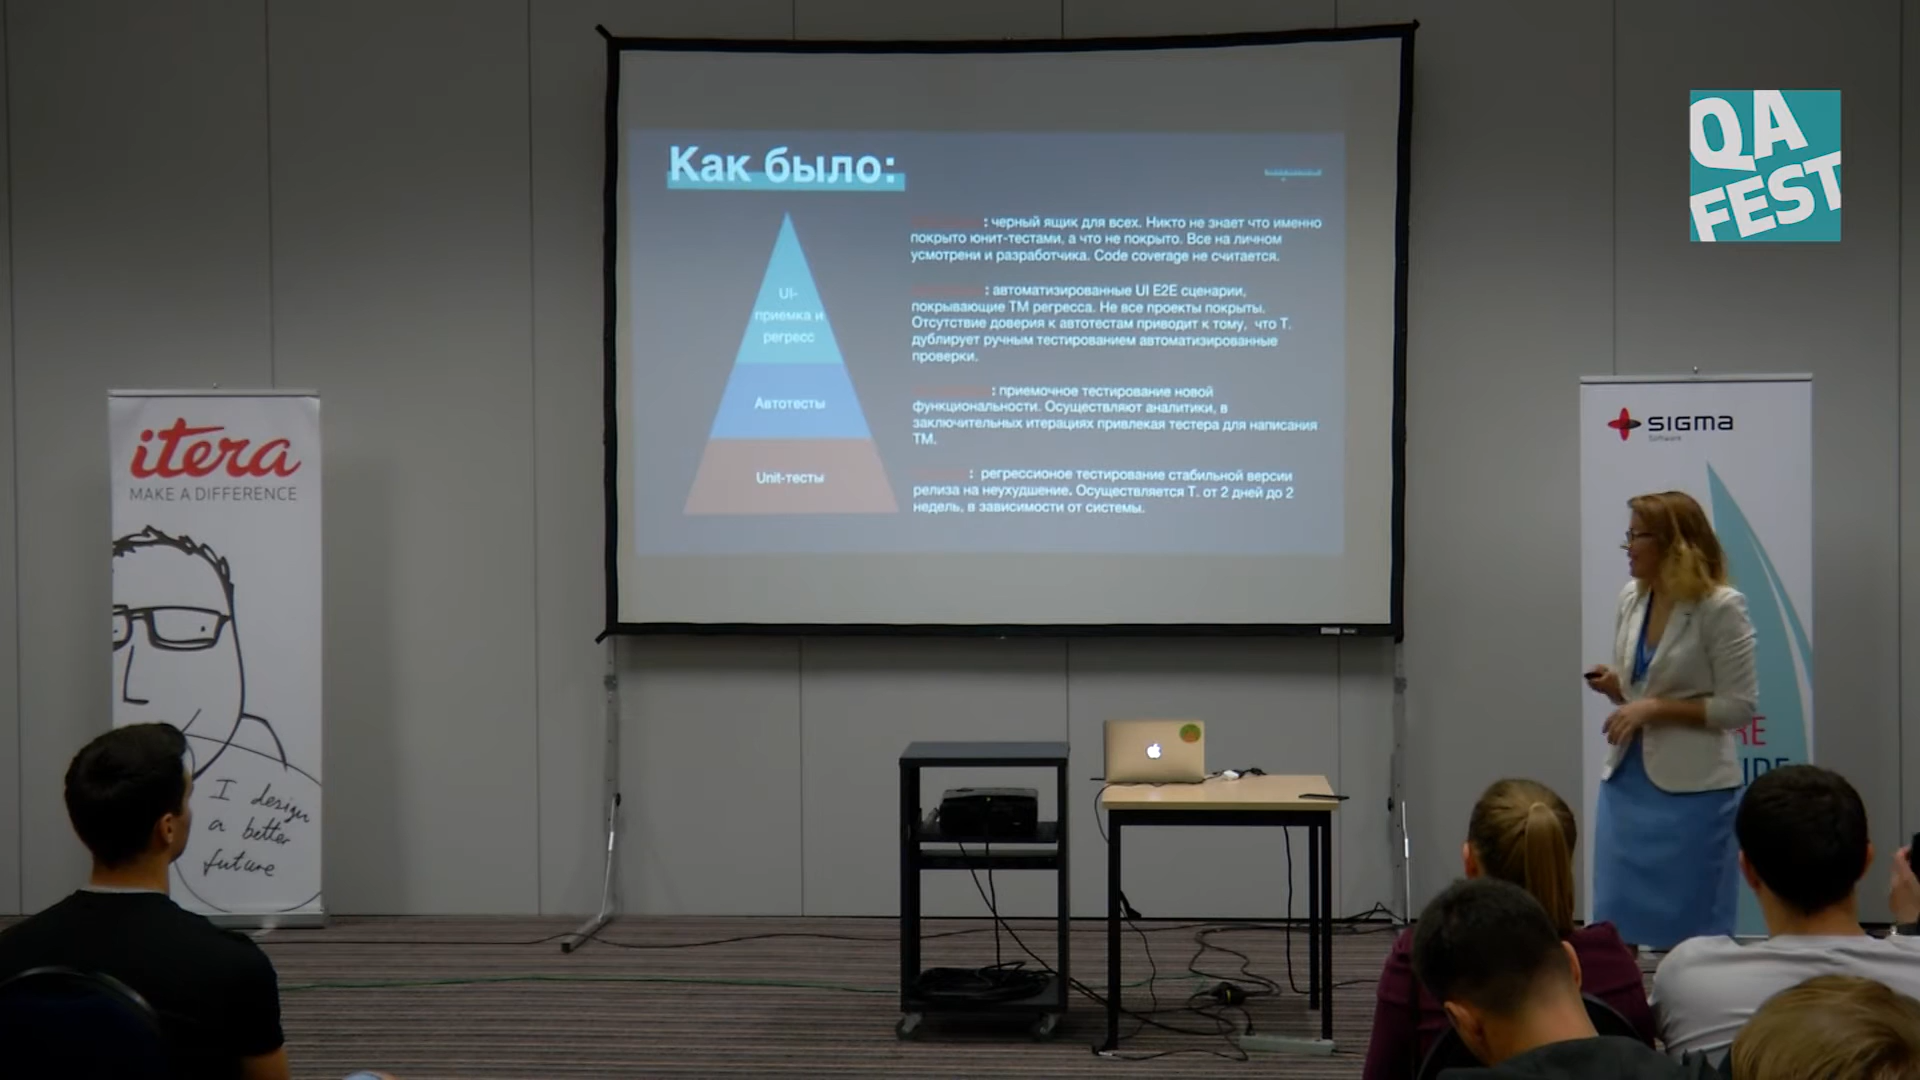 QA
FEST
Как было:
UI-
приемка и
регресс
Автотесты
Unit-тесты
: черный ящик для всех. Никто не знает что именно
покрыто юнит-тестами, а что не покрыто. Все на личном
усмотрени и разработчика. Code coverage не считается.
: автоматизированные UI E2E сценарии,
покрывающие ТМ регресса. Не все проекты покрыты.
Отсутствие доверия к автотестам приводит к тому, что Т.
дублирует ручным тестированием автоматизированные
проверки.
: приемочное тестирование новой
функциональности. Осуществляют аналитики, в
заключительных итерациях привлекая тестера для написания
ТМ.
: регрессионое тестирование стабильной версии
релиза на неухудшение. Осуществляется Т. от 2 дней до 2
недель, в зависимости от системы.
itera
MAKE A DIFFERENCE
I design
a better
future
SIGMA
Software